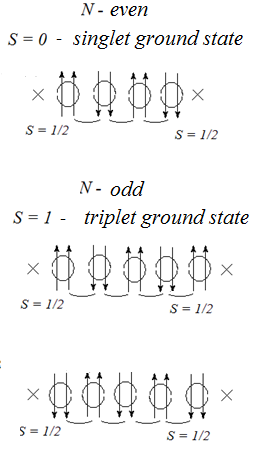 N - even
S = 0 - singlet ground state
S = 1/2
S = 1/2
N - odd
S = 1 - triplet ground state
S = 1/2
S = 1/2
S = 1/2
S = 1/2